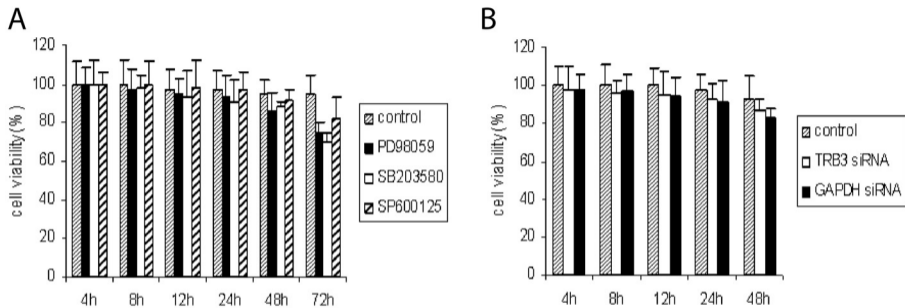 A
cell viability(%)
120
100
80
60
40
20
0
4h 8h 12h 24h 48h 72h
control
PD98059
SB203580
SP600125
B
cell viability (%)
120
100
80
60
40
20
0
4h 8h 12h 24h 48h
control
TRB3 siRNA
GAPDH siRNA